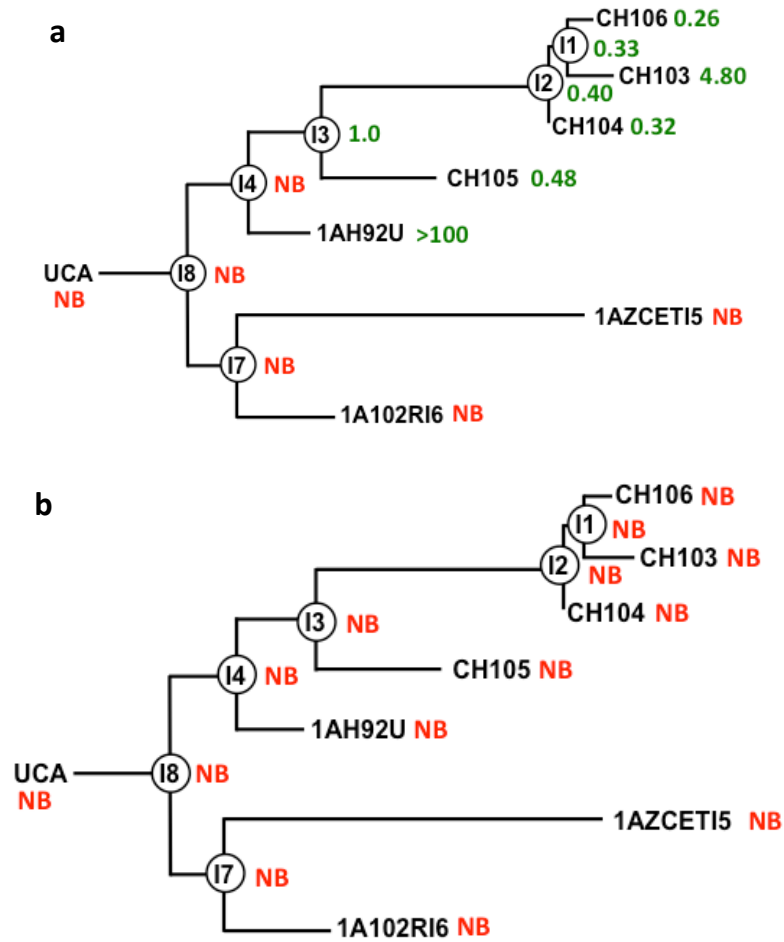 a
CH106 0.26
I1 0.33
CH103 4.80
I2 0.40
CH104 0.32
I3 1.0
CH105 0.48
I4 NB
1AH92U >100
UCA
NB
I8 NB
1AZCETI5 NB
I7 NB
1A102RI6 NB
b
CH106 NB
I1 NB
CH103 NB
I2 NB
CH104 NB
I3 NB
CH105 NB
I4 NB
1AH92U NB
UCA
NB
I8 NB
1AZCETI5 NB
I7 NB
1A102RI6 NB